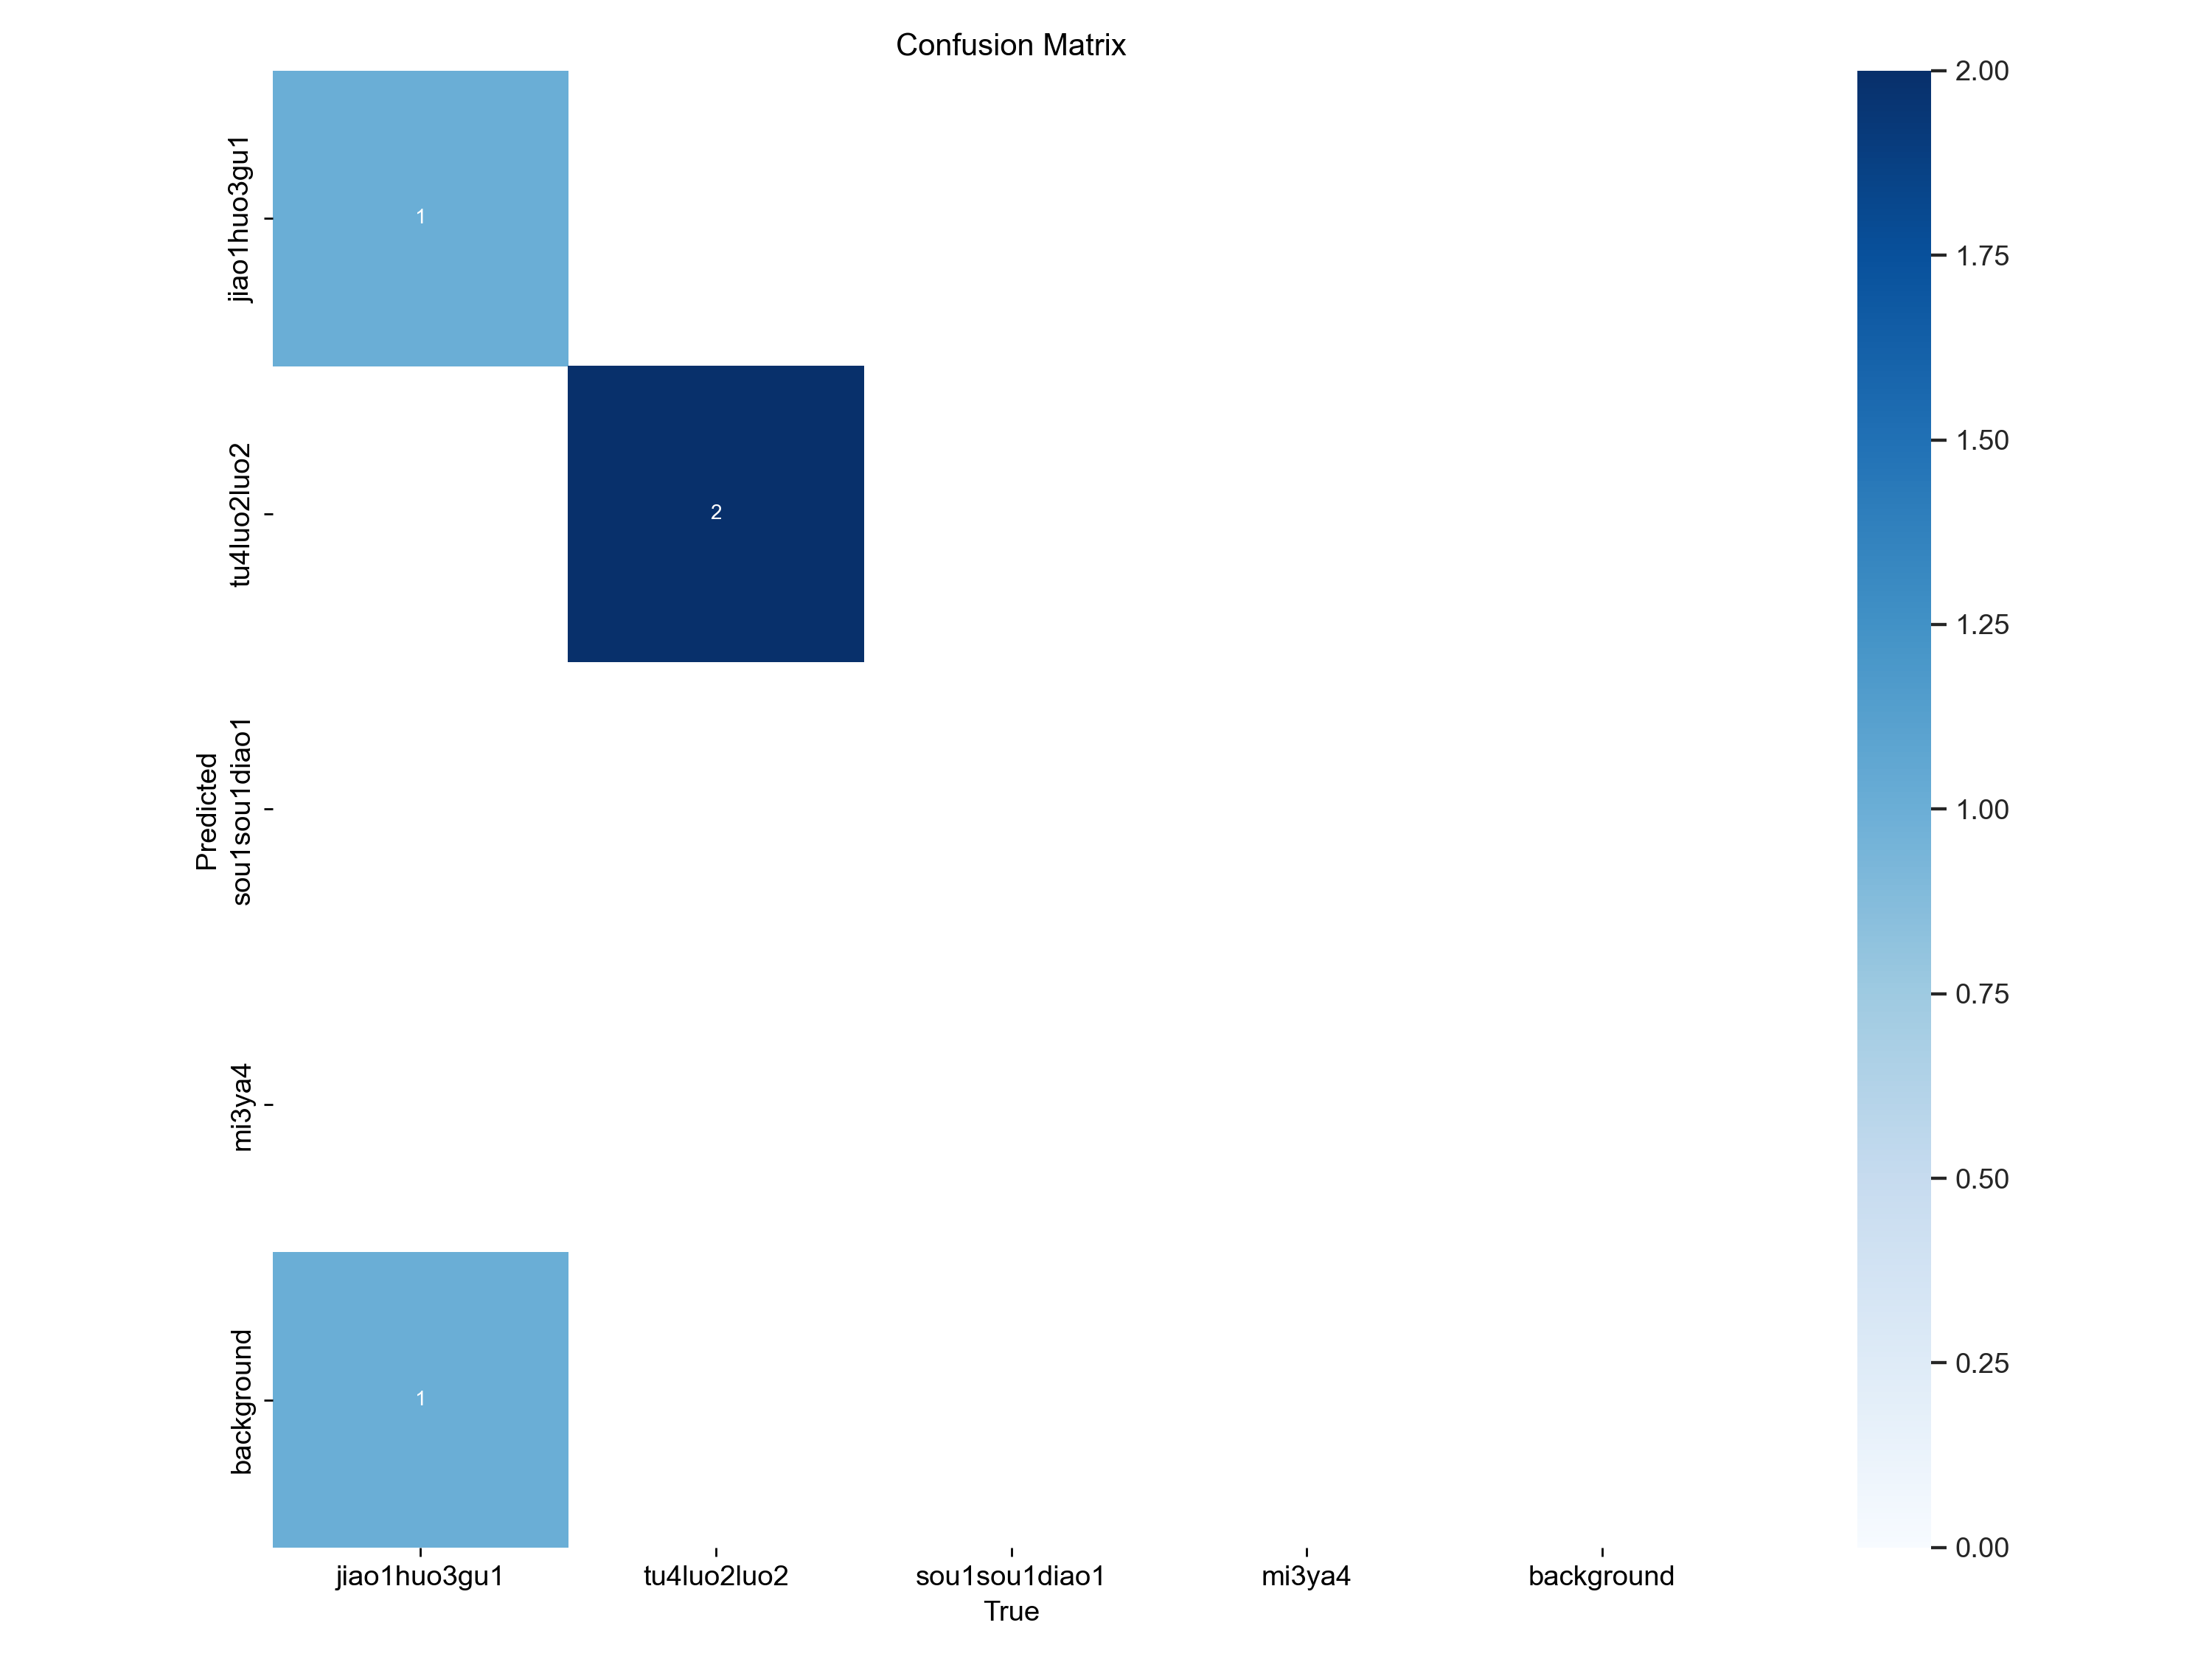 Confusion Matrix
jiao1huo3gu1
tu4luo2luo2
sou1sou1diao1
mi3ya4
background
Predicted
1
2
1
jiao1huo3gu1
tu4luo2luo2
sou1sou1diao1
mi3ya4
background
True
2.00
1.75
1.50
1.25
1.00
0.75
0.50
0.25
0.00